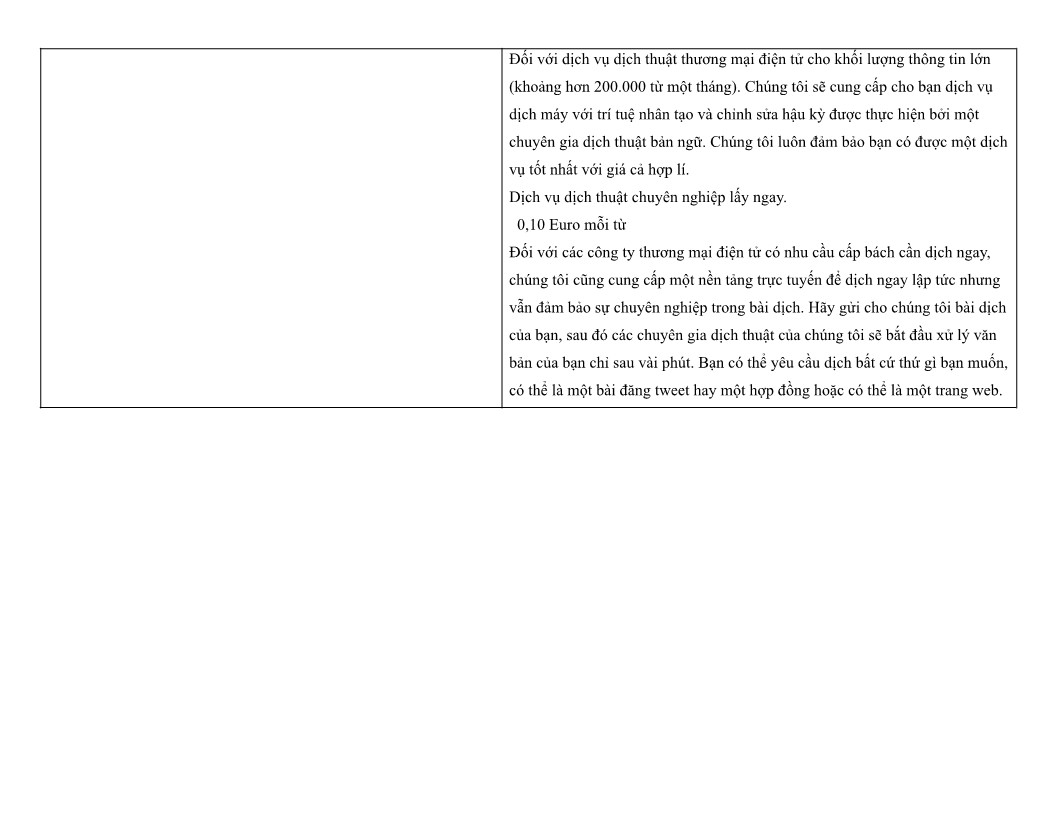 Đối với dịch vụ dịch thuật thương mại điện tử cho khối lượng thông tin lớn
(khoảng hơn 200.000 từ một tháng). Chúng tôi sẽ cung cấp cho bạn dịch vụ
dịch máy với trí tuệ nhân tạo và chỉnh sửa hậu kỳ được thực hiện bởi một
chuyên gia dịch thuật bản ngữ. Chúng tôi luôn đảm bảo bạn có được một dịch
vụ tốt nhất với giá cả hợp lí.
Dịch vụ dịch thuật chuyên nghiệp lấy ngay.
0,10 Euro mỗi từ
Đối với các công ty thương mại điện tử có nhu cầu cấp bách cần dịch ngay,
chúng tôi cũng cung cấp một nền tảng trực tuyến để dịch ngay lập tức nhưng
vẫn đảm bảo sự chuyên nghiệp trong bài dịch. Hãy gửi cho chúng tôi bài dịch
của bạn, sau đó các chuyên gia dịch thuật của chúng tôi sẽ bắt đầu xử lý văn
bản của bạn chỉ sau vài phút. Bạn có thể yêu cầu dịch bất cứ thứ gì bạn muốn,
có thể là một bài đăng tweet hay một hợp đồng hoặc có thể là một trang web.